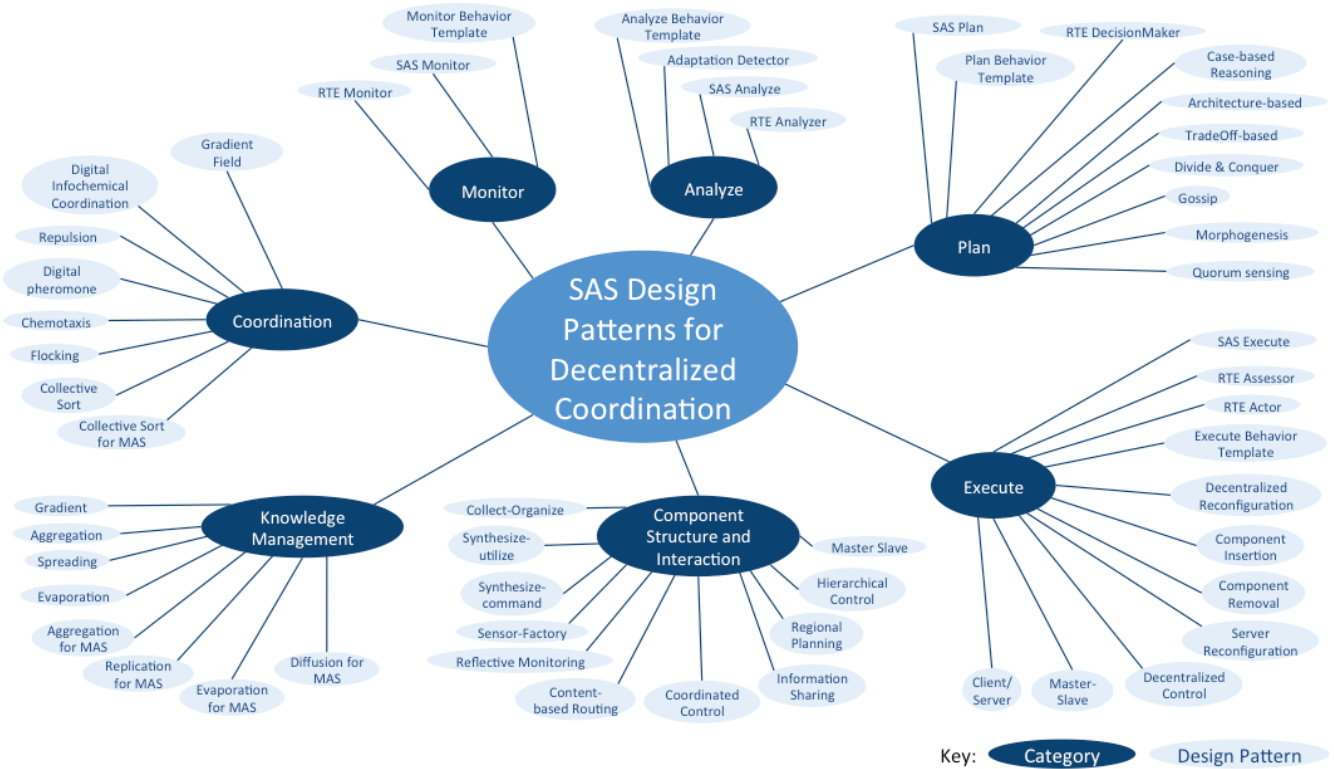 SAS Design
Patterns for
Decentralized
Coordination
Monitor
Monitor Behavior
Template
SAS Monitor
RTE Monitor
Analyze
Analyze Behavior
Template
Adaptation Detector
SAS Analyze
RTE Analyzer
Plan
SAS Plan
Plan Behavior
Template
RTE DecisionMaker
Case-based
Reasoning
Architecture-based
TradeOff-based
Divide & Conquer
Gossip
Morphogenesis
Quorum sensing
Coordination
Gradient
Field
Digital
Infochemical
Coordination
Repulsion
Digital
pheromone
Chemotaxis
Flocking
Collective
Sort
Collective Sort
for MAS
Execute
SAS Execute
RTE Assessor
RTE Actor
Execute Behavior
Template
Decentralized
Reconfiguration
Component
Insertion
Component
Removal
Server
Reconfiguration
Decentralized
Control
Master-
Slave
Client/
Server
Knowledge
Management
Gradient
Aggregation
Spreading
Evaporation
Aggregation
for MAS
Replication
for MAS
Evaporation
for MAS
Diffusion for
MAS
Component
Structure and
Interaction
Collect-Organize
Synthesize-
utilize
Synthesize-
command
Sensor-Factory
Reflective Monitoring
Content-
based Routing
Coordinated
Control
Information
Sharing
Regional
Planning
Hierarchical
Control
Master Slave
Key:
Category
Design Pattern